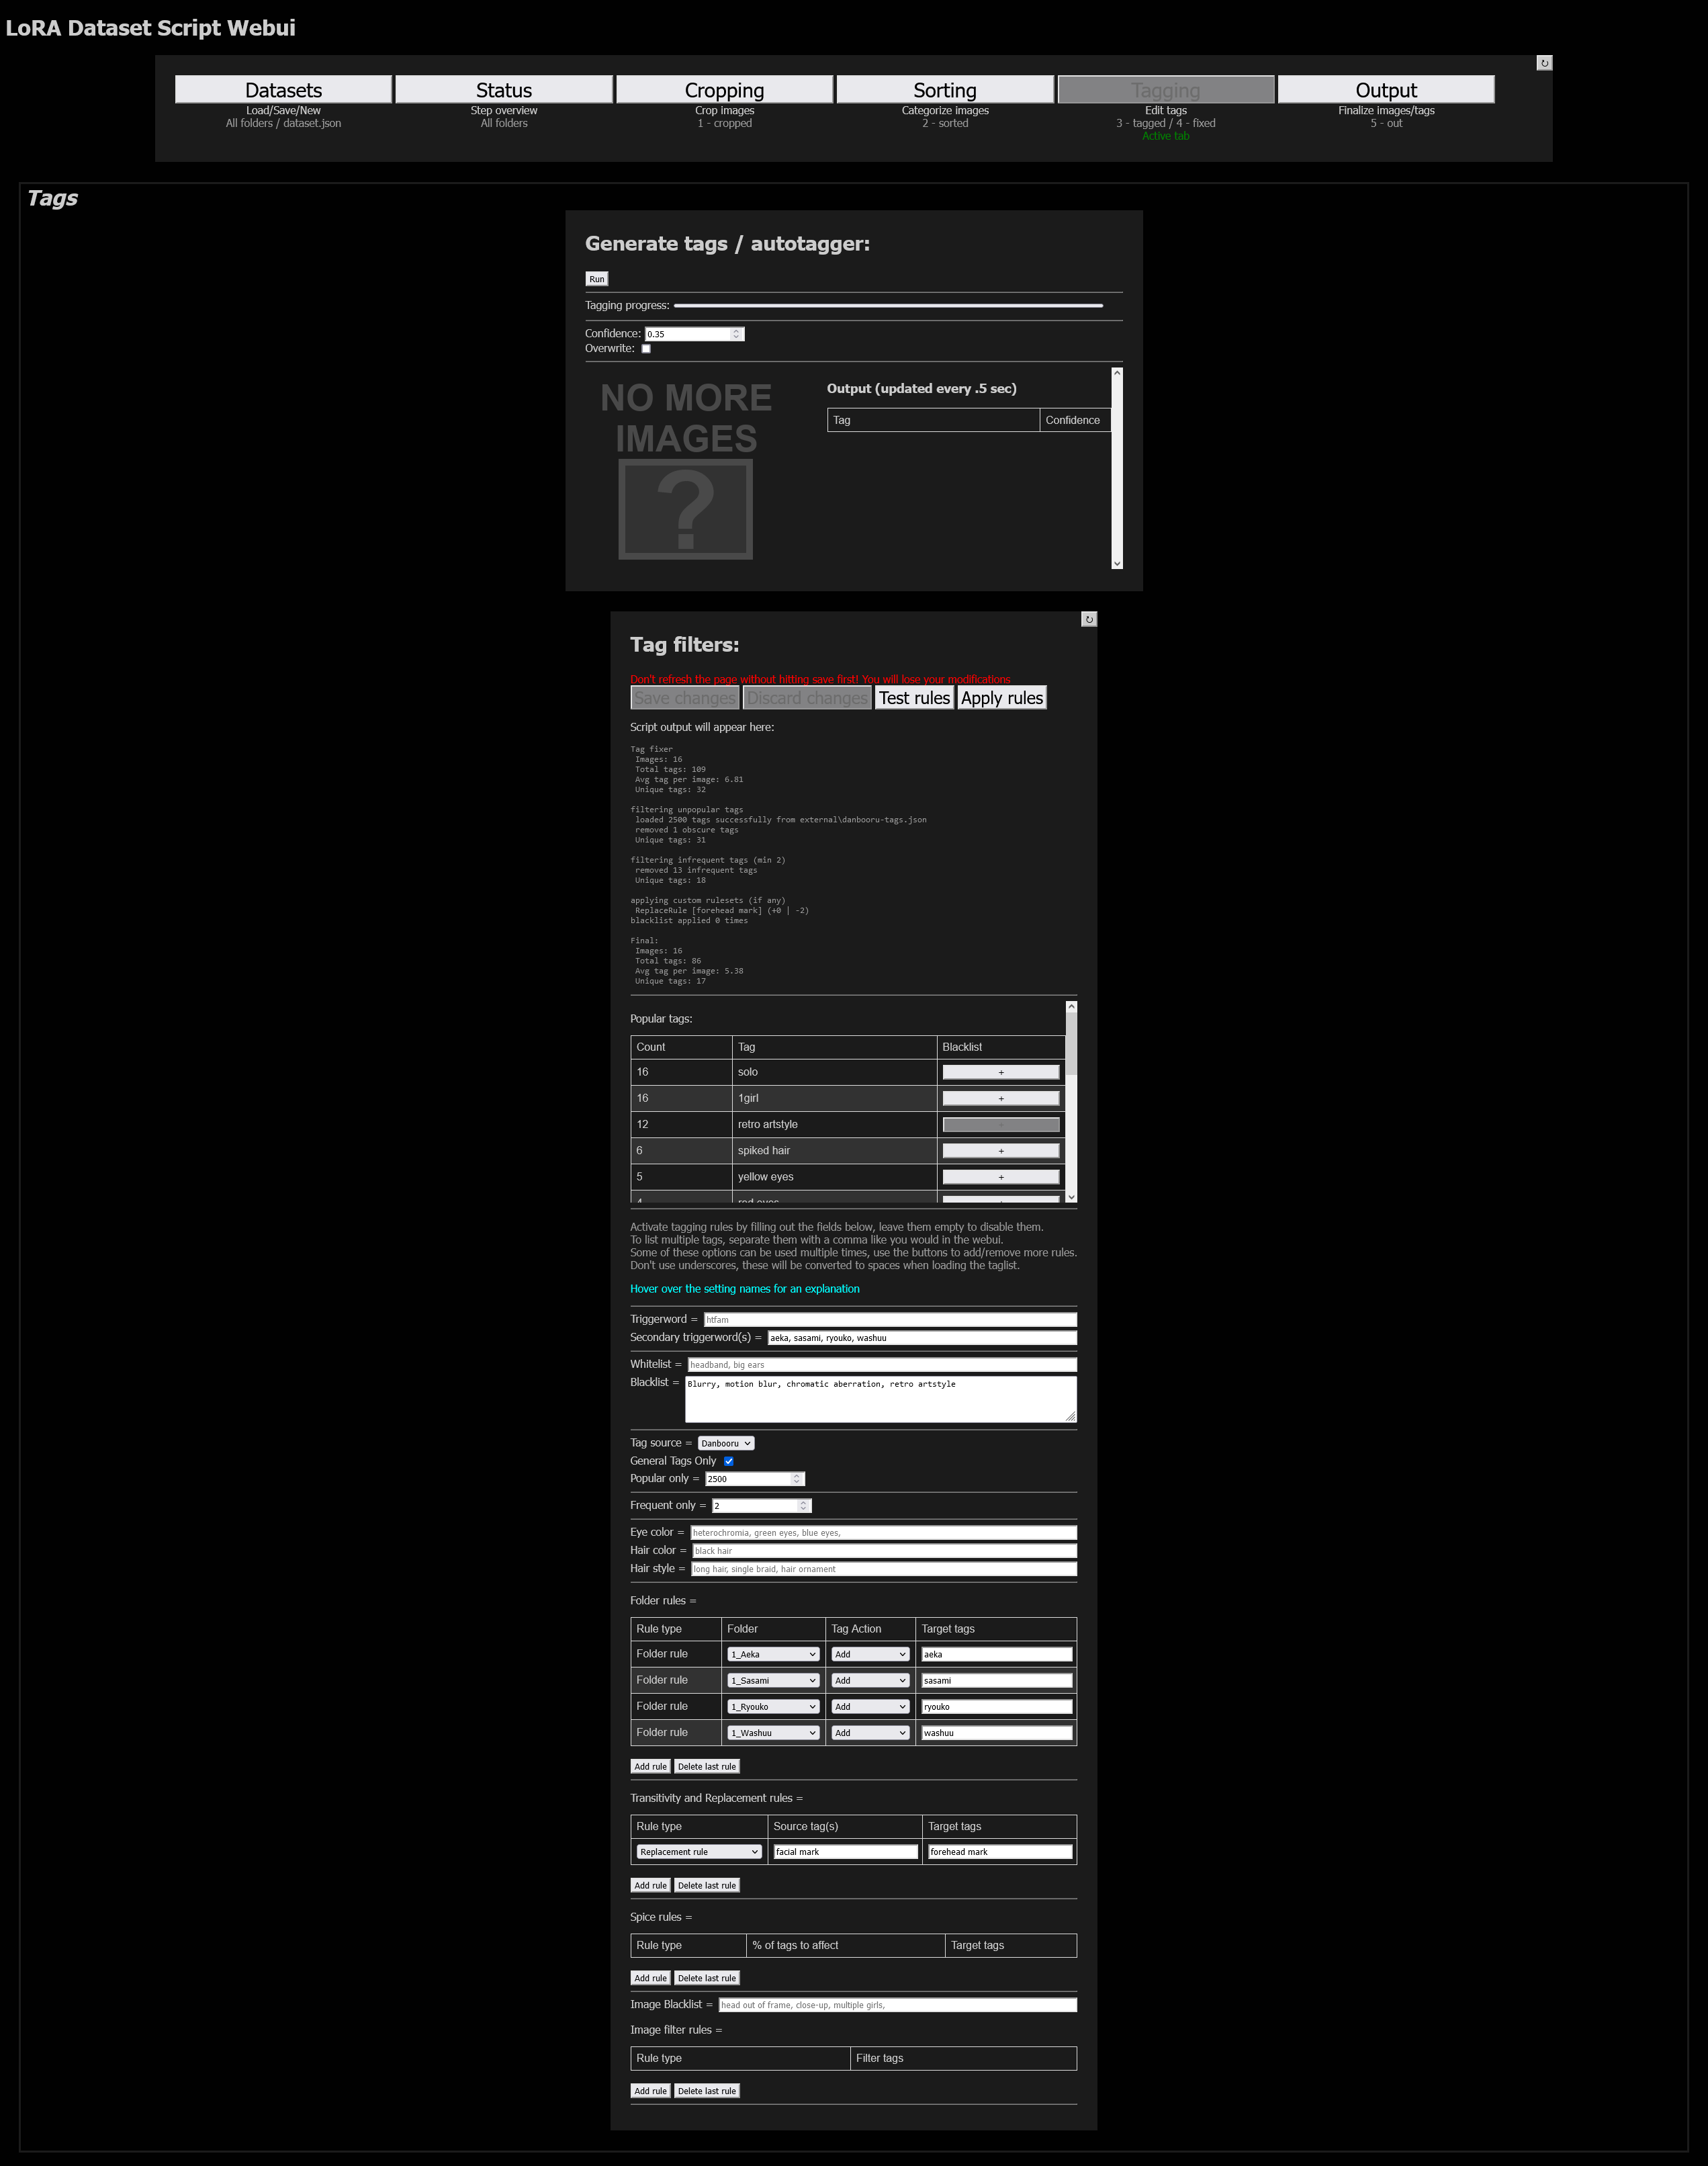 LoRA Dataset Script Webui
↻
Datasets Status Cropping Sorting Tagging Output
Load/Save/New Step overview Crop images Categorize images Edit tags Finalize images/tags
All folders / dataset.json All folders 1 - cropped 2 - sorted 3 - tagged / 4 - fixed 5 - out
Active tab
Tags
Generate tags / autotagger:
Run
Tagging progress:
Confidence: 0.35
Overwrite:
NO MORE
IMAGES
?
Output (updated every .5 sec)
Tag Confidence
↻
Tag filters:
Don't refresh the page without hitting save first! You will lose your modifications
Save changes Discard changes Test rules Apply rules
Script output will appear here:
Tag fixer
Images: 16
Total tags: 109
Avg tag per image: 6.81
Unique tags: 32
filtering unpopular tags
loaded 2500 tags successfully from external\danbooru-tags.json
removed 1 obscure tags
Unique tags: 31
filtering infrequent tags (min 2)
removed 13 infrequent tags
Unique tags: 18
applying custom rulesets (if any)
ReplaceRule [forehead mark] (+0 | -2)
blacklist applied 0 times
Final:
Images: 16
Total tags: 86
Avg tag per image: 5.38
Unique tags: 17
Popular tags:
Count Tag Blacklist
16 solo +
16 1girl +
12 retro artstyle
6 spiked hair +
5 yellow eyes +
4 red eyes
Activate tagging rules by filling out the fields below, leave them empty to disable them.
To list multiple tags, separate them with a comma like you would in the webui.
Some of these options can be used multiple times, use the buttons to add/remove more rules.
Don't use underscores, these will be converted to spaces when loading the taglist.
Hover over the setting names for an explanation
Triggerword = htfam
Secondary triggerword(s) = aeka, sasami, ryouko, washuu
Whitelist = headband, big ears
Blacklist = Blurry, motion blur, chromatic aberration, retro artstyle
Tag source = Danbooru
General Tags Only
Popular only = 2500
Frequent only = 2
Eye color = heterochromia, green eyes, blue eyes,
Hair color = black hair
Hair style = long hair, single braid, hair ornament
Folder rules =
Rule type Folder Tag Action Target tags
Folder rule 1_Aeka Add aeka
Folder rule 1_Sasami Add sasami
Folder rule 1_Ryouko Add ryouko
Folder rule 1_Washuu Add washuu
Add rule Delete last rule
Transitivity and Replacement rules =
Rule type Source tag(s) Target tags
Replacement rule facial mark forehead mark
Add rule Delete last rule
Spice rules =
Rule type % of tags to affect Target tags
Add rule Delete last rule
Image Blacklist = head out of frame, close-up, multiple girls,
Image filter rules =
Rule type Filter tags
Add rule Delete last rule